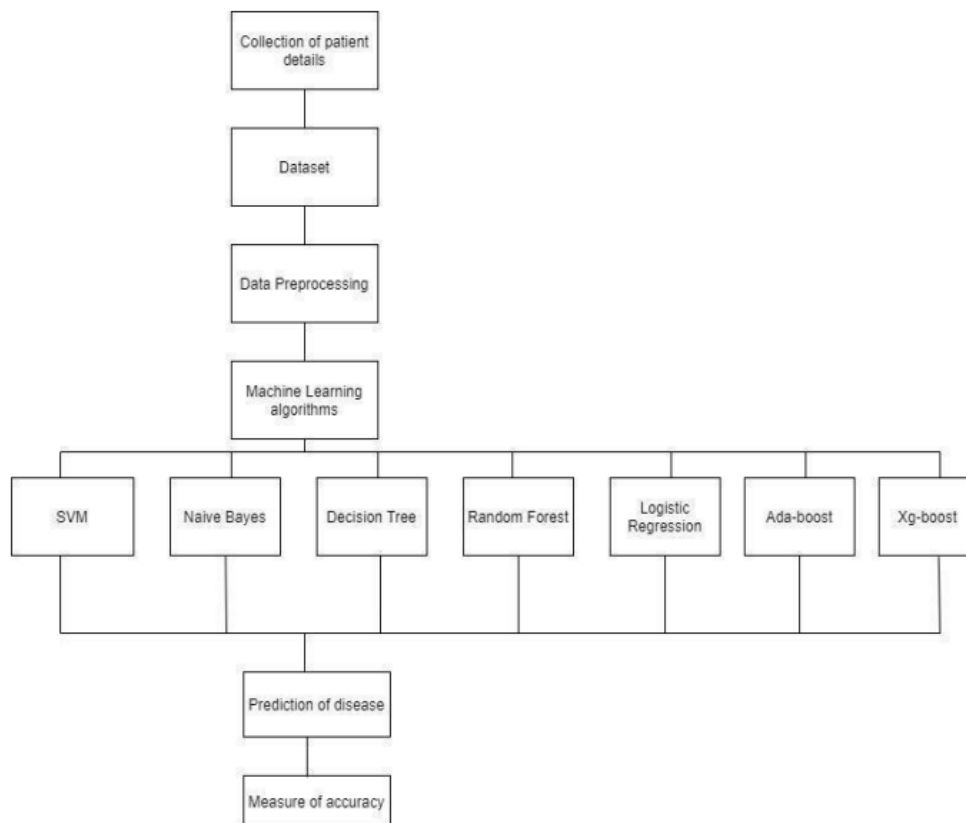 Collection of patient
details
Dataset
Data Preprocessing
Machine Learning
algorithms
SVM
Naive Bayes
Decision Tree
Random Forest
Logistic
Regression
Ada-boost
Xg-boost
Prediction of disease
Measure of accuracy